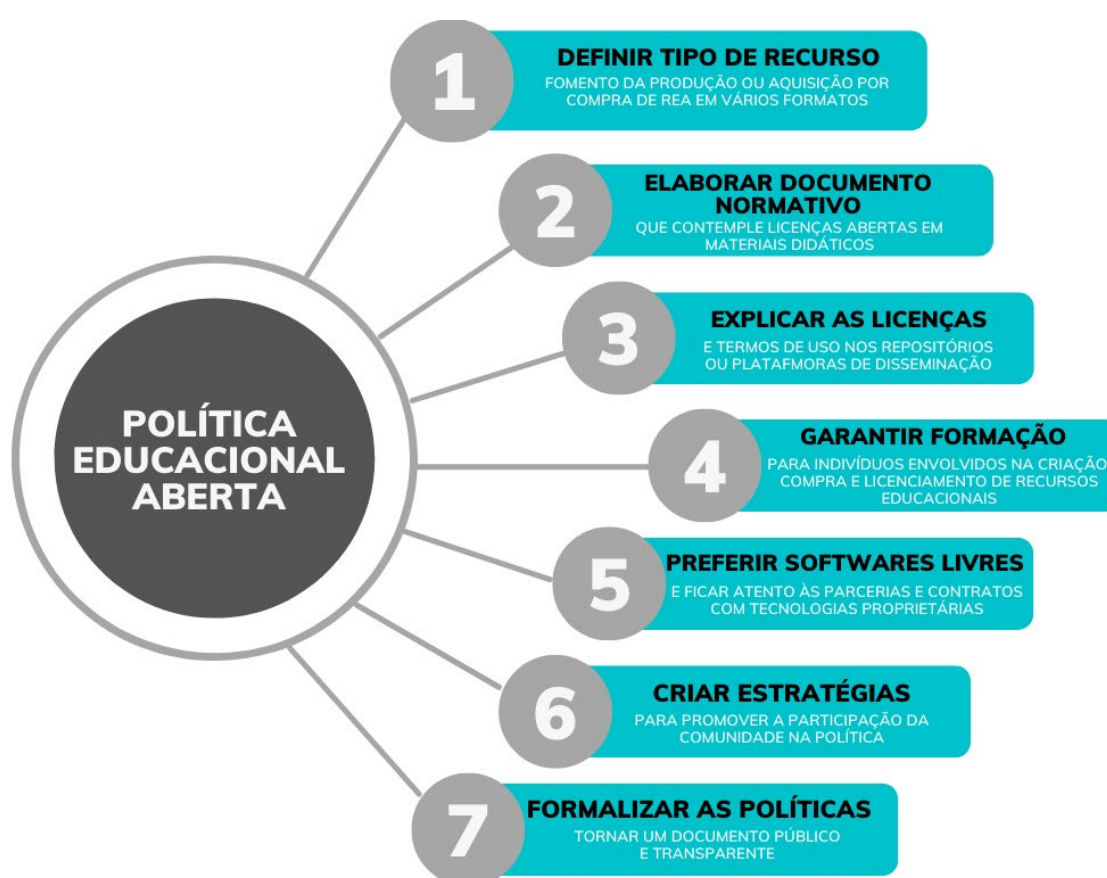 POLÍTICA
EDUCACIONAL
ABERTA
1
DEFINIR TIPO DE RECURSO
FOMENTO DA PRODUÇÃO OU AQUISIÇÃO POR
COMPRA DE REA EM VÁRIOS FORMATOS
2
ELABORAR DOCUMENTO
NORMATIVO
QUE CONTEMPLE LICENÇAS ABERTAS EM
MATERIAIS DIDÁTICOS
3
EXPLICAR AS LICENÇAS
E TERMOS DE USO NOS REPOSITÓRIOS
OU PLATAFMORAS DE DISSEMINAÇÃO
4
GARANTIR FORMAÇÃO
PARA INDIVÍDUOS ENVOLVIDOS NA CRIAÇÃO
COMPRA E LICENCIAMENTO DE RECURSOS
EDUCACIONAIS
5
PREFERIR SOFTWARES LIVRES
E FICAR ATENTO ÀS PARCERIAS E CONTRATOS
COM TECNOLOGIAS PROPRIETÁRIAS
6
CRIAR ESTRATÉGIAS
PARA PROMOVER A PARTICIPAÇÃO DA
COMUNIDADE NA POLÍTICA
7
FORMALIZAR AS POLÍTICAS
TORNAR UM DOCUMENTO PÚBLICO
E TRANSPARENTE